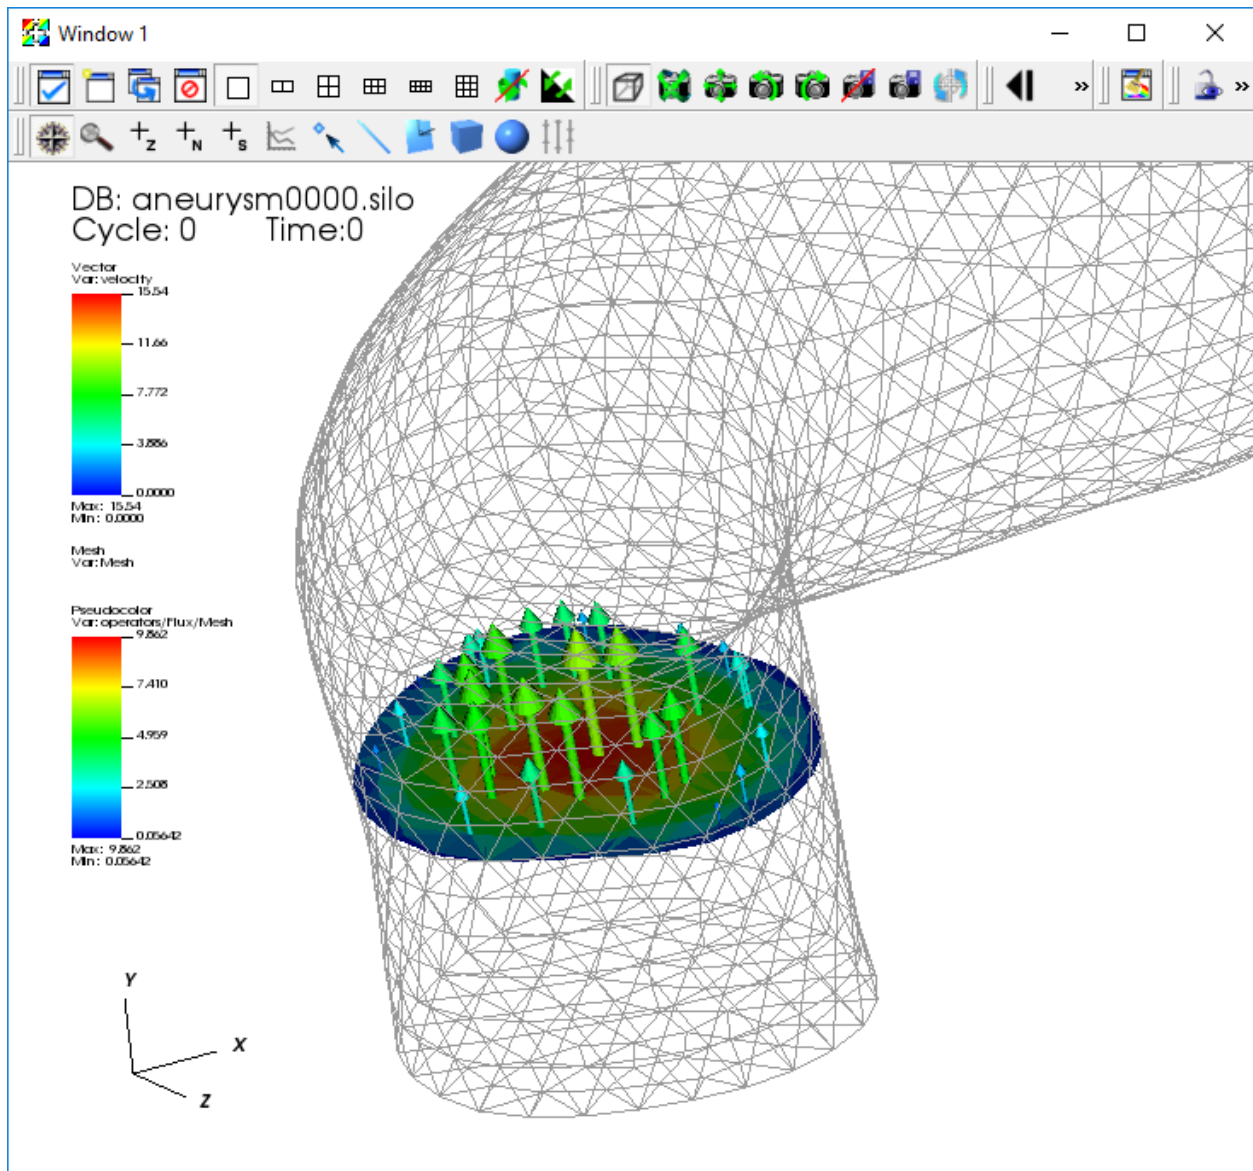 Window 1
DB: aneurysm0000.silo
Cycle: 0 Time:0
Vector
Var: velocity
15.54
11.66
7.772
3.886
0.0000
Max: 15.54
Min: 0.0000
Mesh
Var: Mesh
Pseudocolor
Var: operators/Flux/Mesh
9.862
7.410
4.959
2.508
0.05642
Max: 9.862
Min: 0.05642
Y
X
Z
+Z
+N
+S